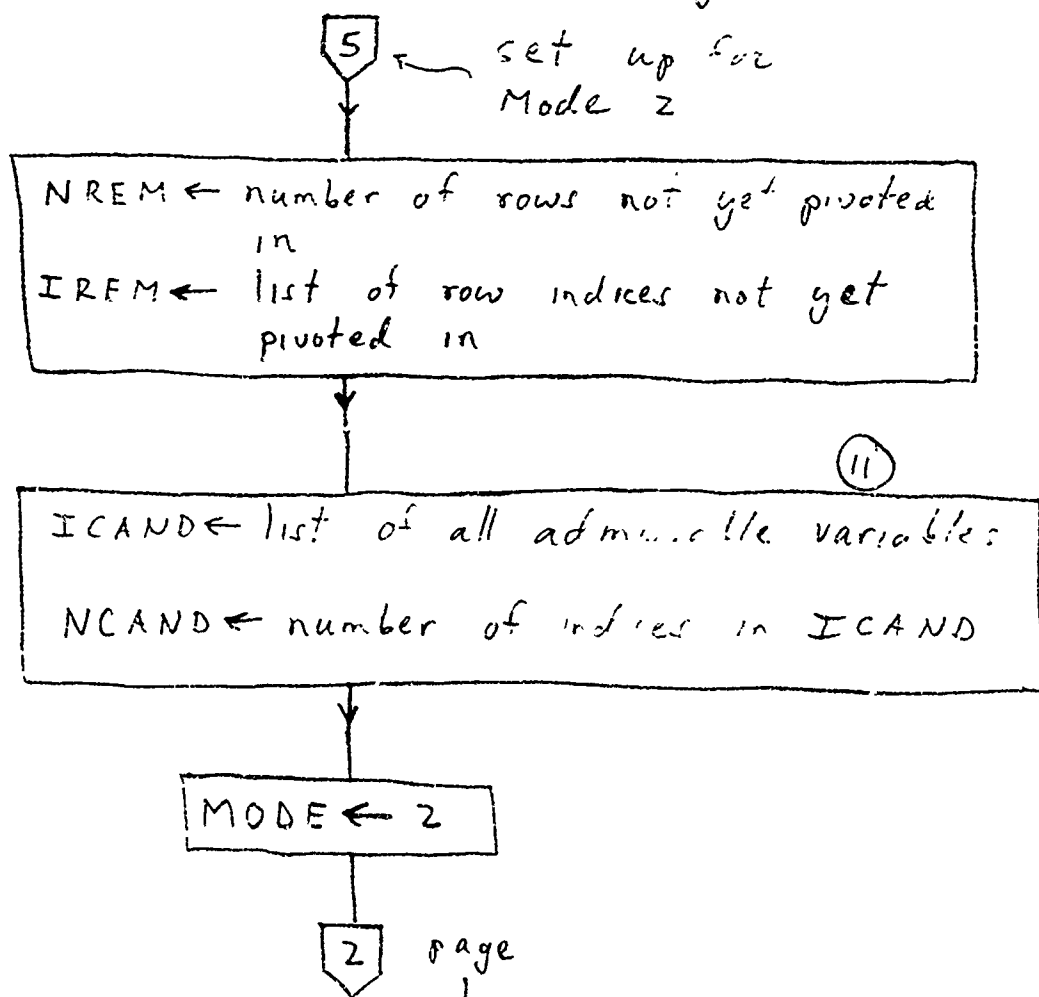 5
set up for
Mode 2
NREM ← number of rows not yet pivoted
in
IREM ← list of row indices not yet
pivoted in
11
ICAND ← list of all variables
NCAND ← number of indices in ICAND
MODE ← 2
2 page
1